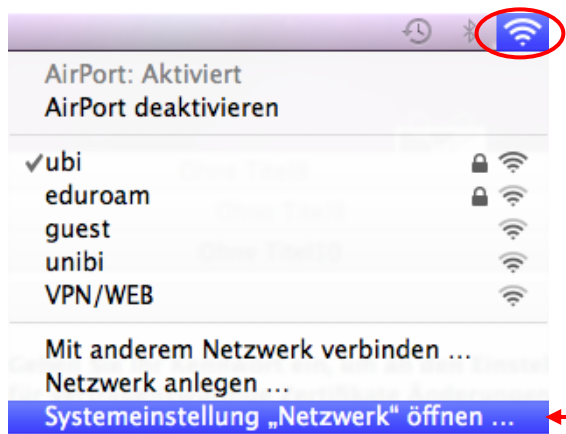 AirPort: Aktiviert
AirPort deaktivieren
ubi
eduroam
guest
unibi
VPN/WEB
Mit anderem Netzwerk verbinden ...
Netzwerk anlegen ...
Systemeinstellung „Netzwerk“ öffnen ...